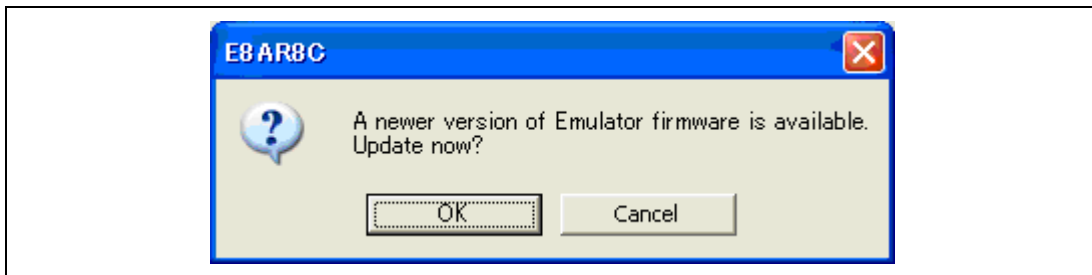 E8AR8C
A newer version of Emulator firmware is available.
Update now?
OK
Cancel